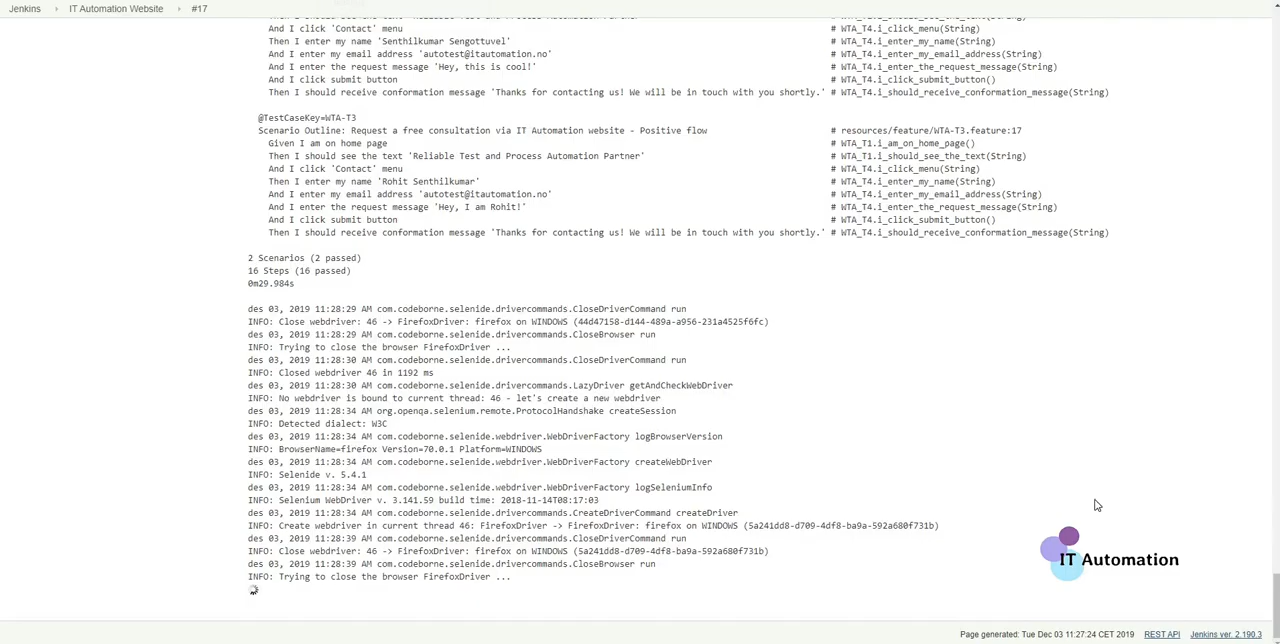 Jenkins › IT Automation Website › #17
And I click 'Contact' menu # WTA_T4.i_click_menu(String)
Then I enter my name 'Senthilkumar Sengottuvel' # WTA_T4.i_enter_my_name(String)
And I enter my email address 'autotest@itautomation.no' # WTA_T4.i_enter_my_email_address(String)
And I enter the request message 'Hey, this is cool!' # WTA_T4.i_enter_the_request_message(String)
And I click submit button # WTA_T4.i_click_submit_button()
Then I should receive conformation message 'Thanks for contacting us! We will be in touch with you shortly.' # WTA_T4.i_should_receive_conformation_message(String)
@TestCaseKey=WTA-T3
Scenario Outline: Request a free consultation via IT Automation website - Positive flow # resources/feature/WTA-T3.feature:17
Given I am on home page # WTA_T1.i_am_on_home_page()
Then I should see the text 'Reliable Test and Process Automation Partner' # WTA_T1.i_should_see_the_text(String)
And I click 'Contact' menu # WTA_T4.i_click_menu(String)
Then I enter my name 'Rohit Senthilkumar' # WTA_T4.i_enter_my_name(String)
And I enter my email address 'autotest@itautomation.no' # WTA_T4.i_enter_my_email_address(String)
And I enter the request message 'Hey, I am Rohit!' # WTA_T4.i_enter_the_request_message(String)
And I click submit button # WTA_T4.i_click_submit_button()
Then I should receive conformation message 'Thanks for contacting us! We will be in touch with you shortly.' # WTA_T4.i_should_receive_conformation_message(String)
2 Scenarios (2 passed)
16 Steps (16 passed)
0m29.984s
des 03, 2019 11:28:29 AM com.codeborne.selenide.drivercommands.CloseDriverCommand run
INFO: Close webdriver: 46 -> FirefoxDriver: firefox on WINDOWS (44d47158-d144-489a-a956-231a4525f6fc)
des 03, 2019 11:28:29 AM com.codeborne.selenide.drivercommands.CloseBrowser run
INFO: Trying to close the browser FirefoxDriver ...
des 03, 2019 11:28:30 AM com.codeborne.selenide.drivercommands.CloseDriverCommand run
INFO: Closed webdriver 46 in 1192 ms
des 03, 2019 11:28:30 AM com.codeborne.selenide.drivercommands.LazyDriver getAndCheckWebDriver
INFO: No webdriver is bound to current thread: 46 - let's create a new webdriver
des 03, 2019 11:28:34 AM org.openqa.selenium.remote.ProtocolHandshake createSession
INFO: Detected dialect: W3C
des 03, 2019 11:28:34 AM com.codeborne.selenide.webdriver.WebDriverFactory logBrowserVersion
INFO: BrowserName=firefox Version=70.0.1 Platform=WINDOWS
des 03, 2019 11:28:34 AM com.codeborne.selenide.webdriver.WebDriverFactory createWebDriver
INFO: Selenide v. 5.4.1
des 03, 2019 11:28:34 AM com.codeborne.selenide.webdriver.WebDriverFactory logSeleniumInfo
INFO: Selenium WebDriver v. 3.141.59 build time: 2018-11-14T08:17:03
des 03, 2019 11:28:34 AM com.codeborne.selenide.drivercommands.CreateDriverCommand createDriver
INFO: Create webdriver in current thread 46: FirefoxDriver -> FirefoxDriver: firefox on WINDOWS (5a241dd8-d709-4df8-ba9a-592a680f731b)
des 03, 2019 11:28:39 AM com.codeborne.selenide.drivercommands.CloseDriverCommand run
INFO: Close webdriver: 46 -> FirefoxDriver: firefox on WINDOWS (5a241dd8-d709-4df8-ba9a-592a680f731b)
des 03, 2019 11:28:39 AM com.codeborne.selenide.drivercommands.CloseBrowser run
INFO: Trying to close the browser FirefoxDriver ...
IT Automation
Page generated: Tue Dec 03 11:27:24 CET 2019 REST API Jenkins ver. 2.190.3